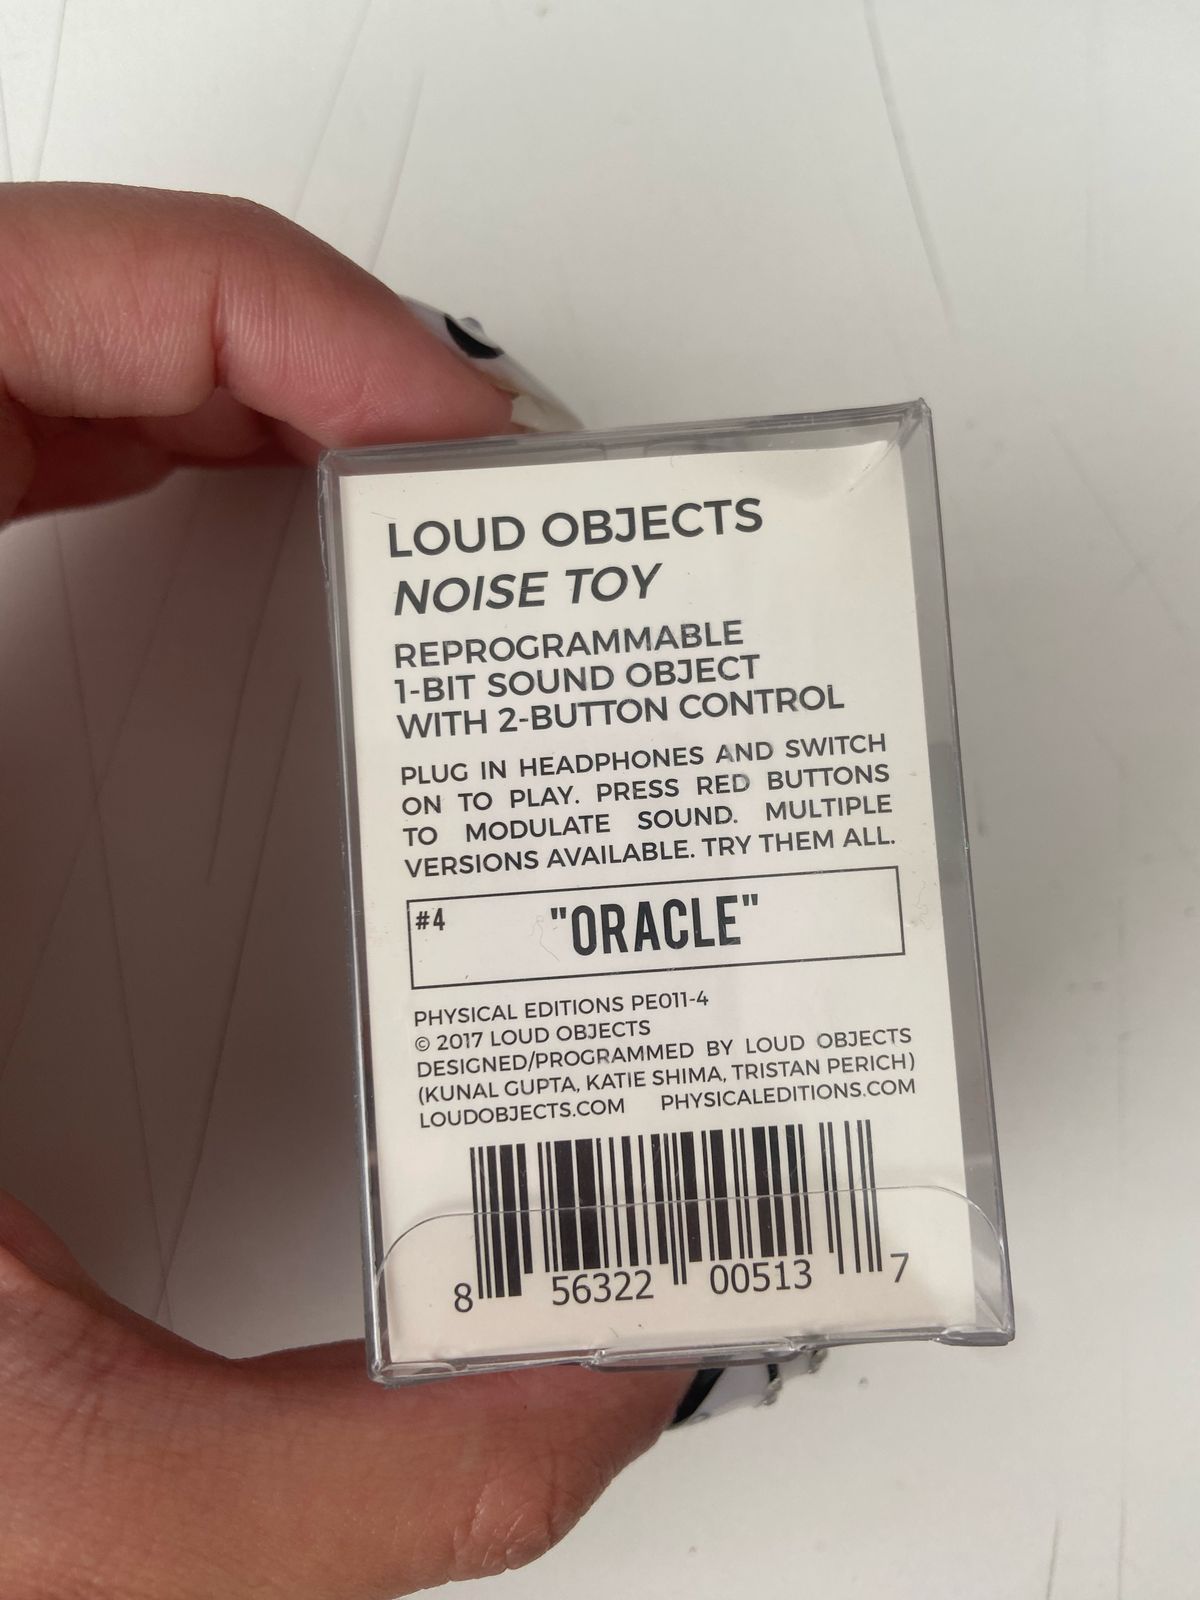 LOUD OBJECTS
NOISE TOY
REPROGRAMMABLE
1-BIT SOUND OBJECT
WITH 2-BUTTON CONTROL
PLUG IN HEADPHONES AND SWITCH
ON TO PLAY. PRESS RED BUTTONS
TO MODULATE SOUND. MULTIPLE
VERSIONS AVAILABLE. TRY THEM ALL.
#4 "ORACLE"
PHYSICAL EDITIONS PE011-4
© 2017 LOUD OBJECTS
DESIGNED/PROGRAMMED BY LOUD OBJECTS
(KUNAL GUPTA, KATIE SHIMA, TRISTAN PERICH)
LOUDOBJECTS.COM PHYSICALEDITIONS.COM
8 56322 00513 7